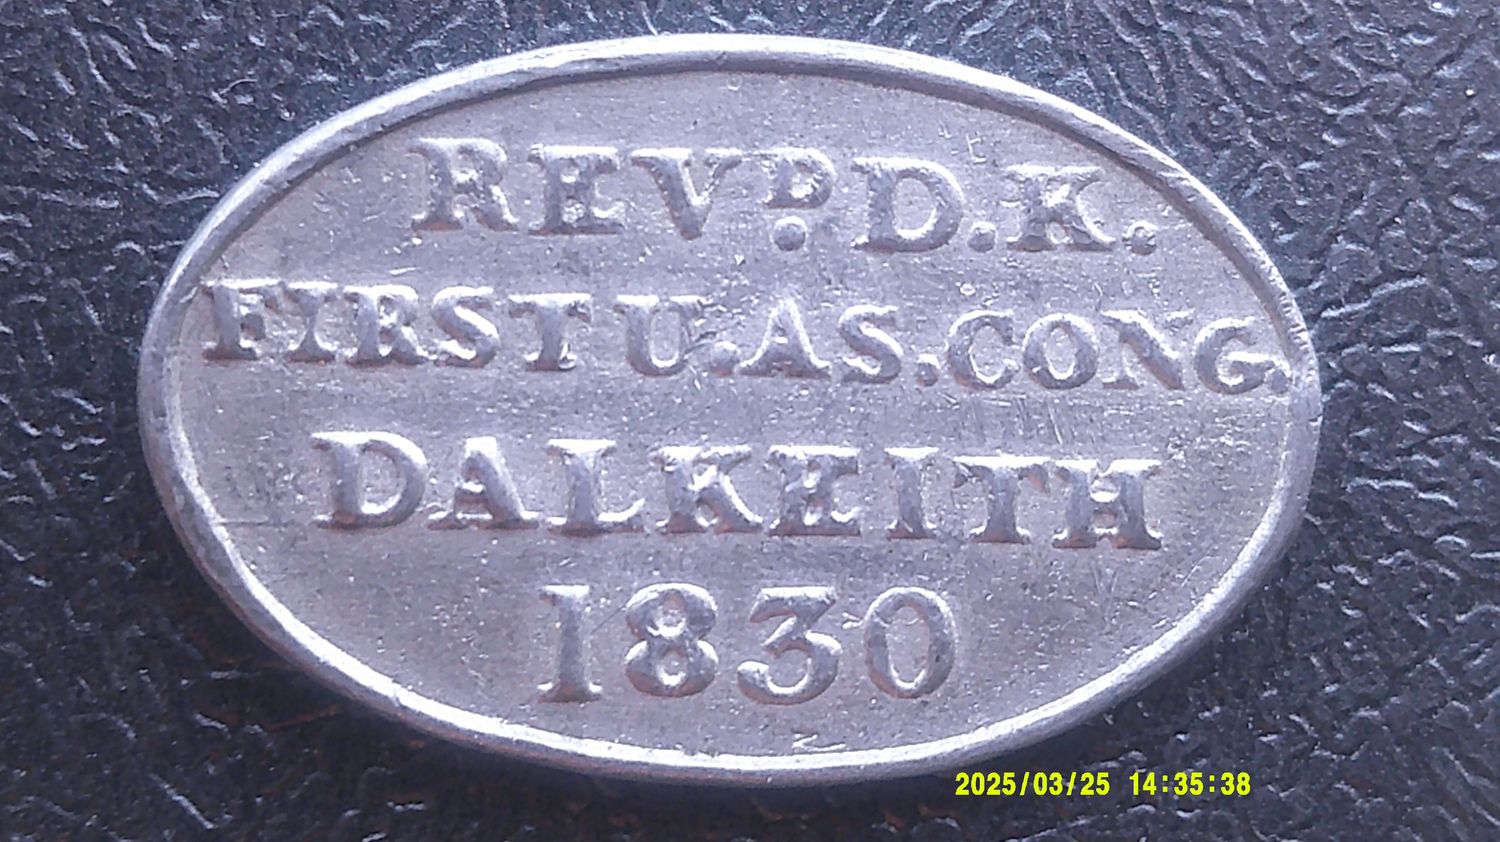 REVD. D. K.
FIRST U. AS. CONG.
DALKEITH
1830
2025/03/25 14:35:38